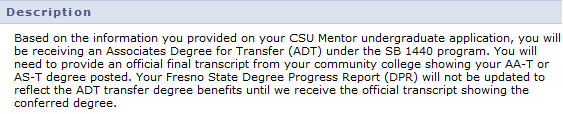 Description
Based on the information you provided on your CSU Mentor undergraduate application, you will
be receiving an Associates Degree for Transfer (ADT) under the SB 1440 program. You will
need to provide an official final transcript from your community college showing your AA-T or
AS-T degree posted. Your Fresno State Degree Progress Report (DPR) will not be updated to
reflect the ADT transfer degree benefits until we receive the official transcript showing the
conferred degree.